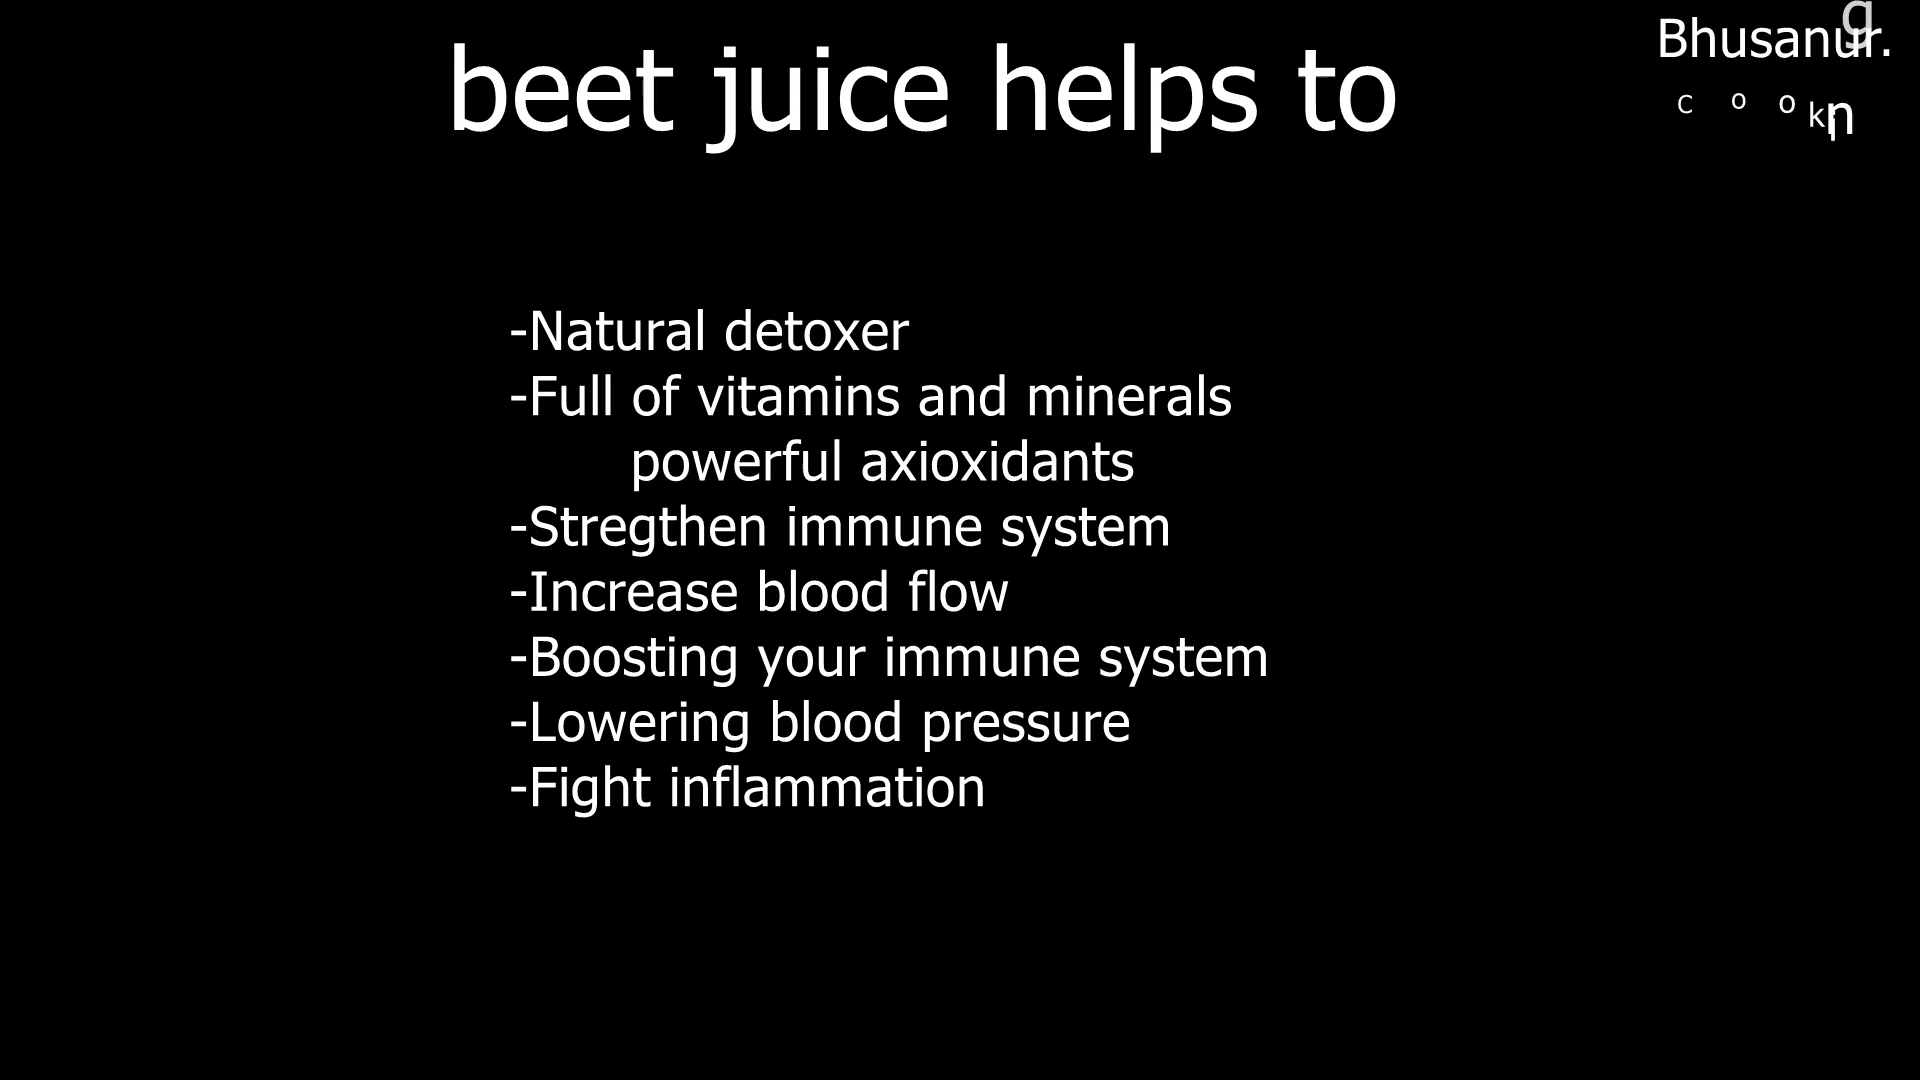 beet juice helps to
Bhusanur.
cooking
-Natural detoxer
-Full of vitamins and minerals
powerful axioxidants
-Stregthen immune system
-Increase blood flow
-Boosting your immune system
-Lowering blood pressure
-Fight inflammation